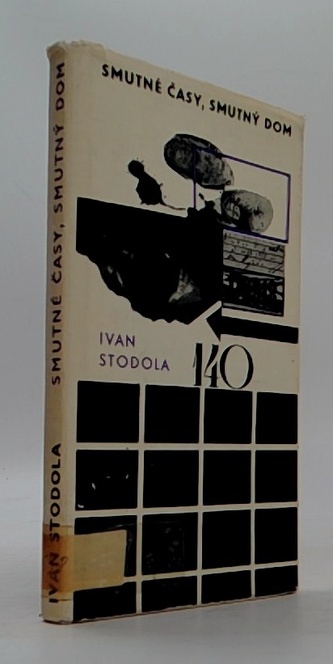 SMUTNÉ ČASY, SMUTNÝ DOM
IVAN
STODOLA
140
IVAN STODOLA SMUTNÉ ČASY, SMUTNÝ DOM